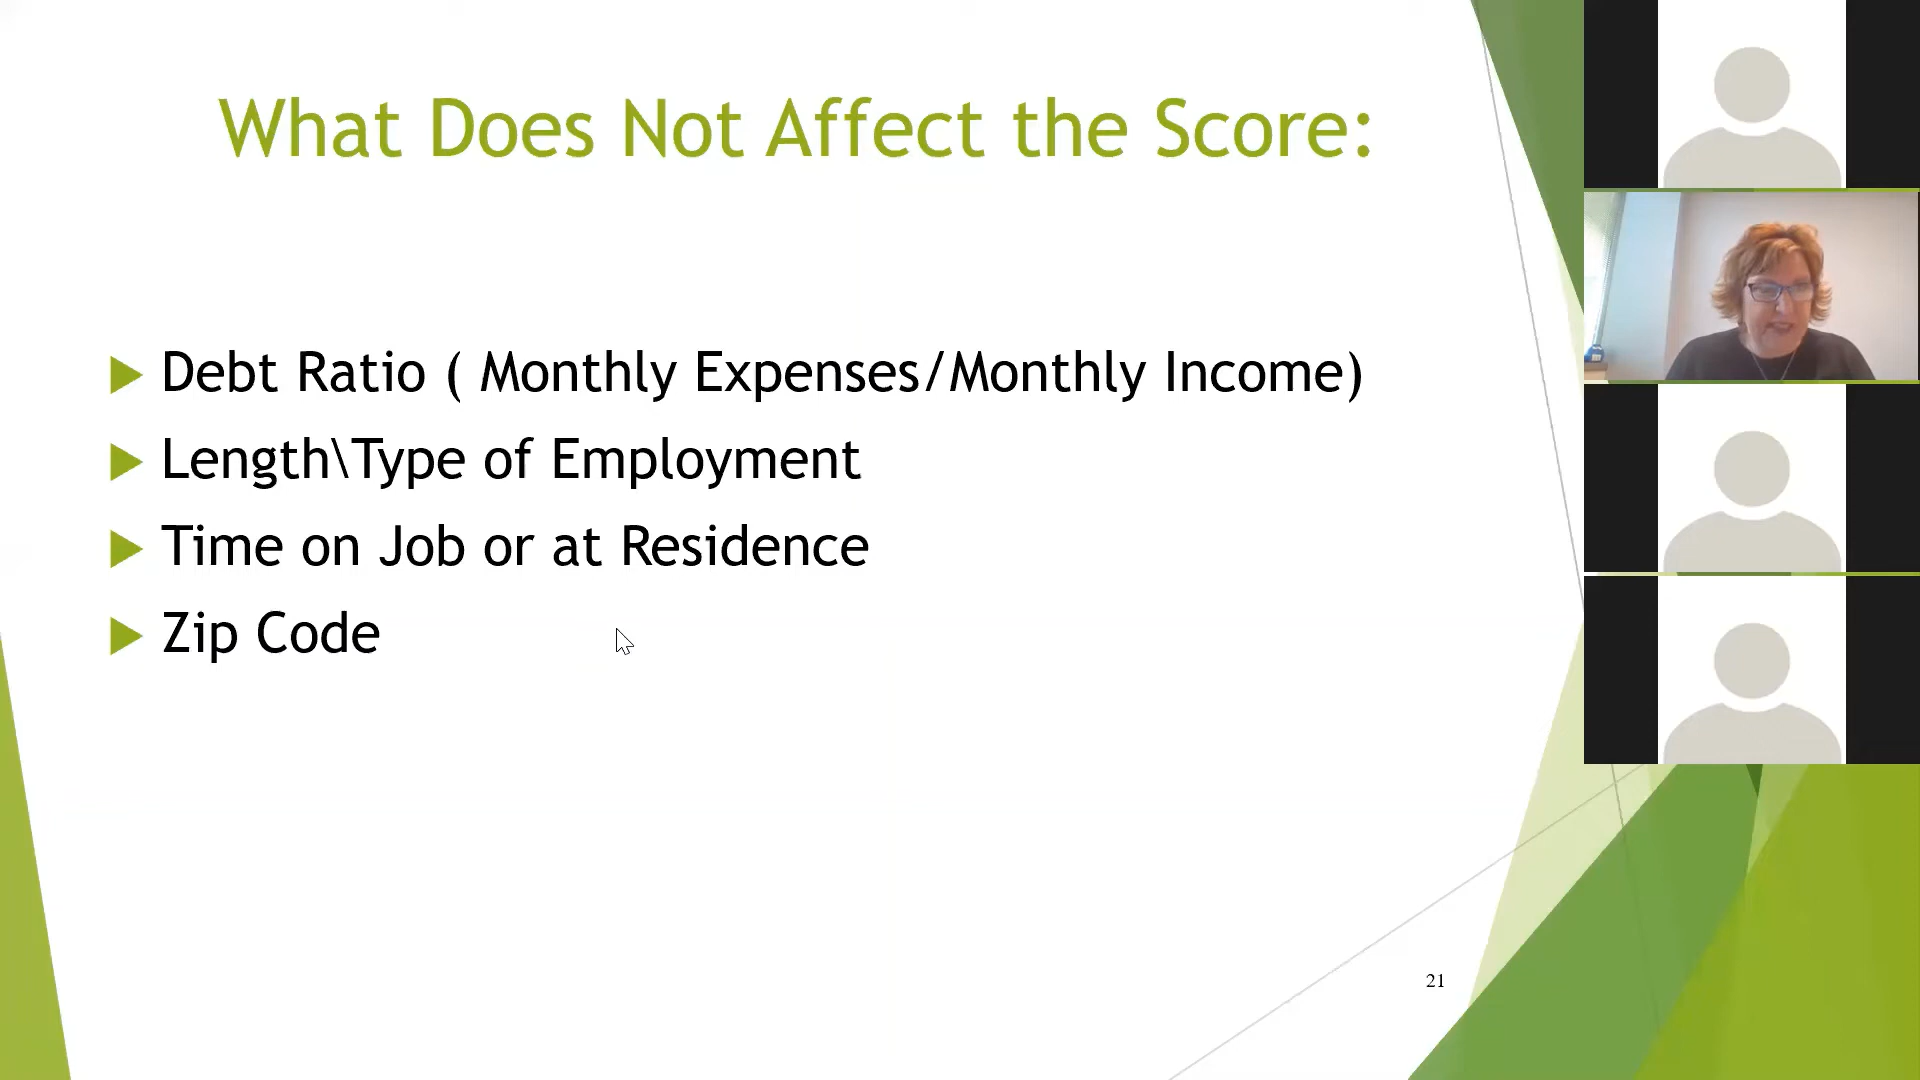 What Does Not Affect the Score:
Debt Ratio ( Monthly Expenses/Monthly Income)
Length\Type of Employment
Time on Job or at Residence
Zip Code
21